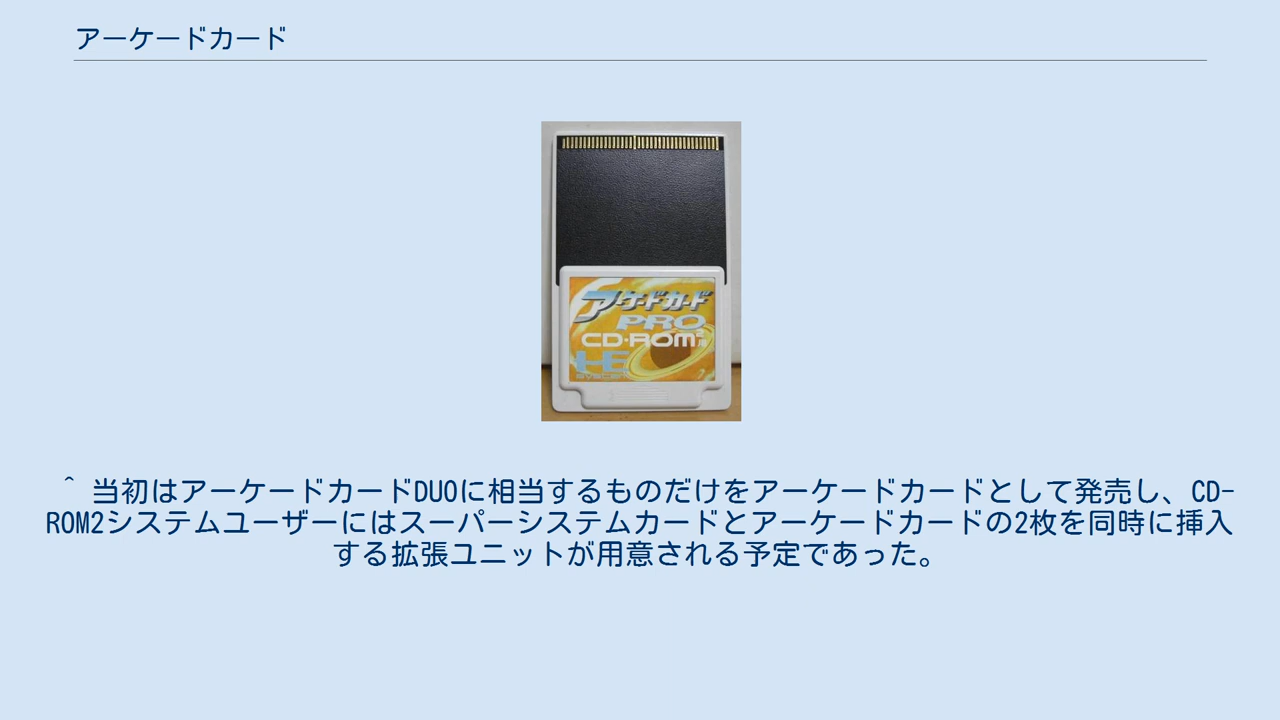 アーケードカード
アーケードカード
PRO
CD-ROM²
HE
SYSTEM
^ 当初はアーケードカードDUOに相当するものだけをアーケードカードとして発売し、CD-
ROM2システムユーザーにはスーパーシステムカードとアーケードカードの2枚を同時に挿入
する拡張ユニットが用意される予定であった。